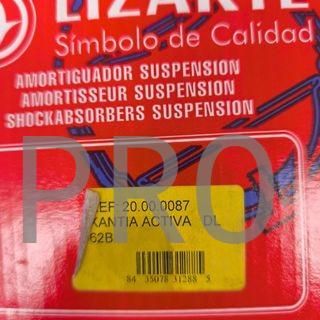 LIZARTE
Símbolo de Calidad
AMORTIGUADOR SUSPENSION
AMORTISSEUR SUSPENSION
SHOCKABSORBERS SUSPENSION
PRO
REF: 20.00.0087
XANTIA ACTIVA DL
62B
84 35078 31288 5